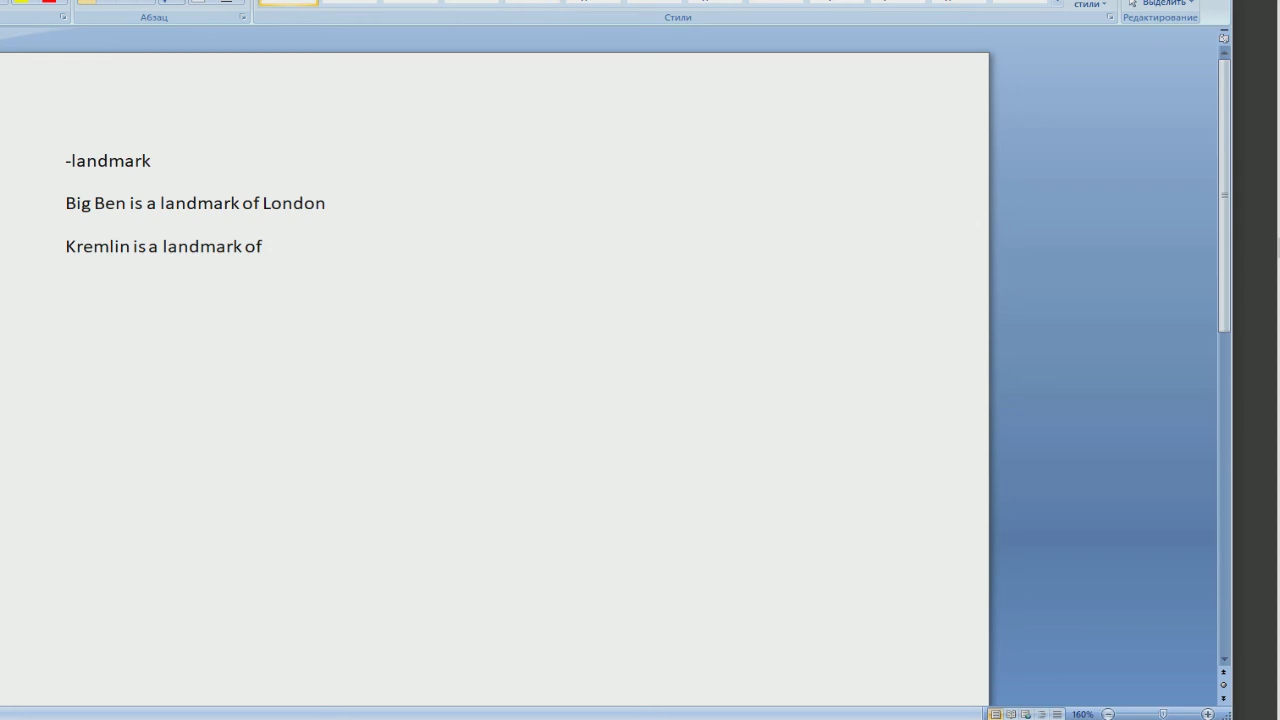 стили
Выделить
Абзац
Стили
Редактирование
-landmark
Big Ben is a landmark of London
Kremlin is a landmark of
160%